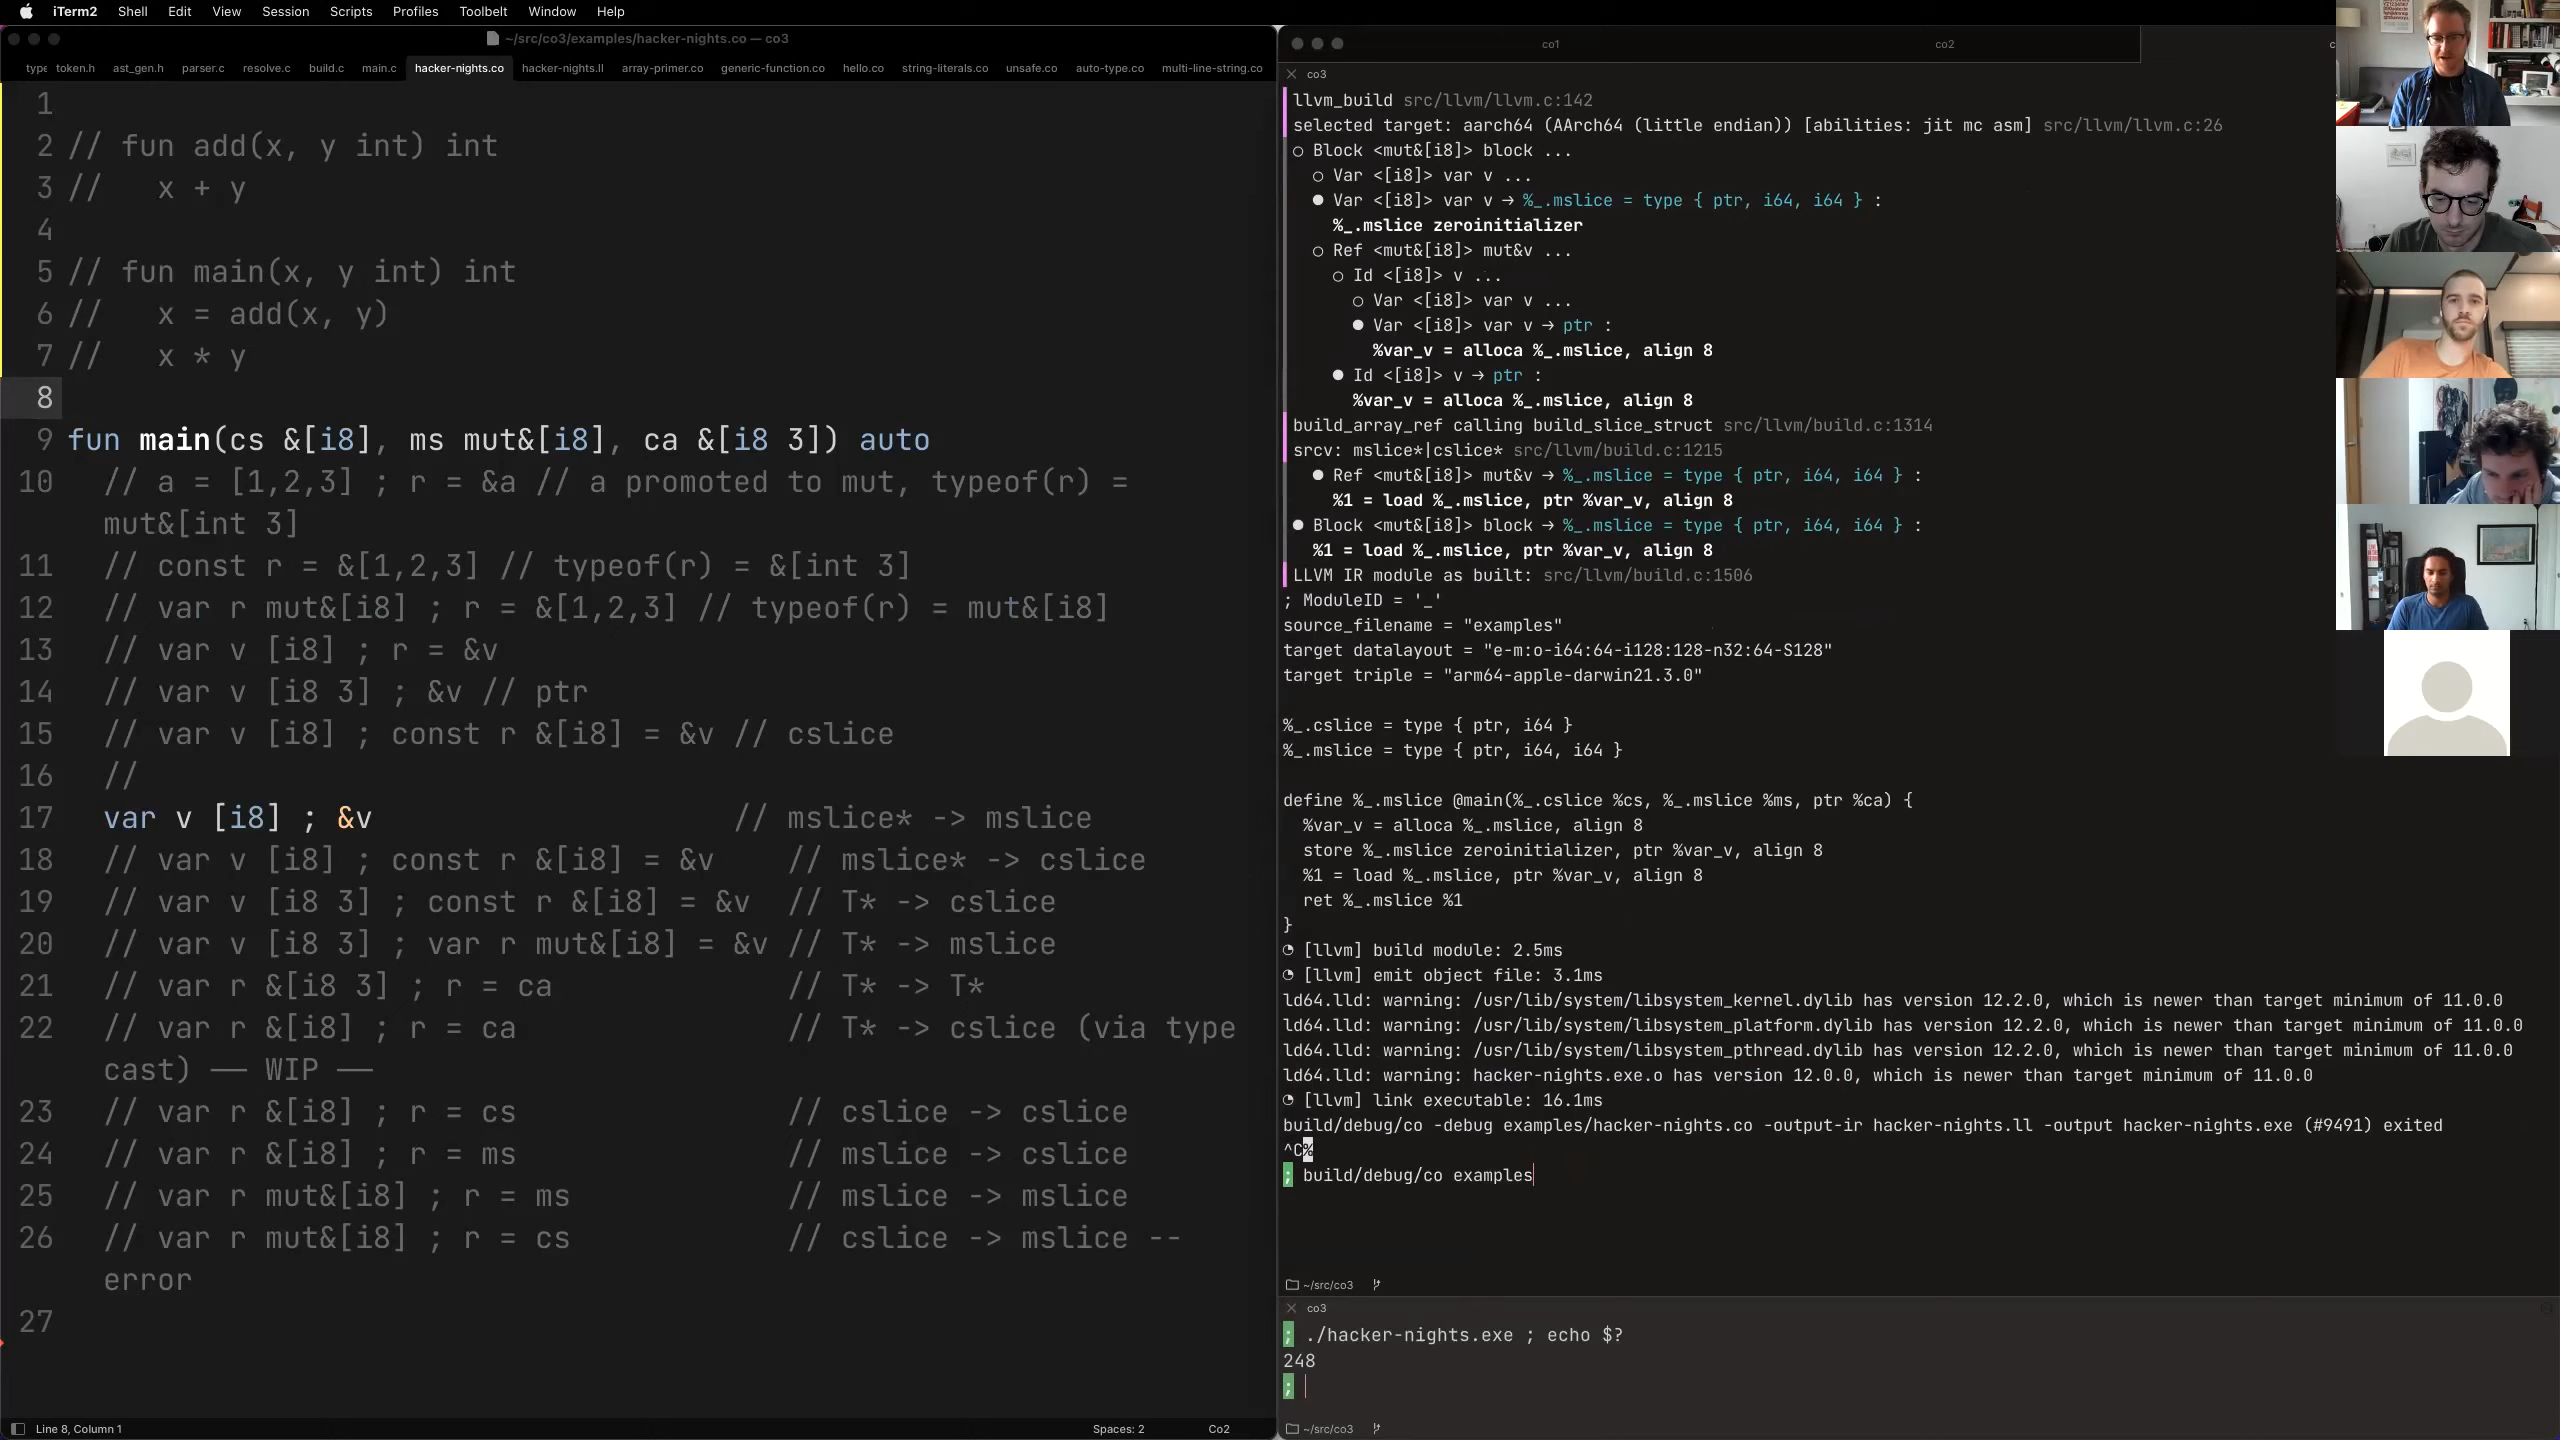 iTerm2 Shell Edit View Session Scripts Profiles Toolbelt Window Help
~/src/co3/examples/hacker-nights.co — co3
type token.h ast_gen.h parser.c resolve.c build.c main.c hacker-nights.co hacker-nights.ll array-primer.co generic-function.co hello.co string-literals.co unsafe.co auto-type.co multi-line-string.co
1
2 // fun add(x, y int) int
3 //   x + y
4
5 // fun main(x, y int) int
6 //   x = add(x, y)
7 //   x * y
8
9 fun main(cs &[i8], ms mut&[i8], ca &[i8 3]) auto
10 // a = [1,2,3] ; r = &a // a promoted to mut, typeof(r) =
mut&[int 3]
11 // const r = &[1,2,3] // typeof(r) = &[int 3]
12 // var r mut&[i8] ; r = &[1,2,3] // typeof(r) = mut&[i8]
13 // var v [i8] ; r = &v
14 // var v [i8 3] ; &v // ptr
15 // var v [i8] ; const r &[i8] = &v // cslice
16 //
17 var v [i8] ; &v // mslice* -> mslice
18 // var v [i8] ; const r &[i8] = &v // mslice* -> cslice
19 // var v [i8 3] ; const r &[i8] = &v // T* -> cslice
20 // var v [i8 3] ; var r mut&[i8] = &v // T* -> mslice
21 // var r &[i8 3] ; r = ca // T* -> T*
22 // var r &[i8] ; r = ca // T* -> cslice (via type
cast) —— WIP ——
23 // var r &[i8] ; r = cs // cslice -> cslice
24 // var r &[i8] ; r = ms // mslice -> cslice
25 // var r mut&[i8] ; r = ms // mslice -> mslice
26 // var r mut&[i8] ; r = cs // cslice -> mslice --
error
27
Line 8, Column 1 Spaces: 2 Co2
co1 co2 c
co3
llvm_build src/llvm/llvm.c:142
selected target: aarch64 (AArch64 (little endian)) [abilities: jit mc asm] src/llvm/llvm.c:26
○ Block <mut&[i8]> block ...
○ Var <[i8]> var v ...
● Var <[i8]> var v → %_.mslice = type { ptr, i64, i64 } :
%_.mslice zeroinitializer
○ Ref <mut&[i8]> mut&v ...
○ Id <[i8]> v ...
○ Var <[i8]> var v ...
● Var <[i8]> var v → ptr :
%var_v = alloca %_.mslice, align 8
● Id <[i8]> v → ptr :
%var_v = alloca %_.mslice, align 8
build_array_ref calling build_slice_struct src/llvm/build.c:1314
srcv: mslice*|cslice* src/llvm/build.c:1215
● Ref <mut&[i8]> mut&v → %_.mslice = type { ptr, i64, i64 } :
%1 = load %_.mslice, ptr %var_v, align 8
● Block <mut&[i8]> block → %_.mslice = type { ptr, i64, i64 } :
%1 = load %_.mslice, ptr %var_v, align 8
LLVM IR module as built: src/llvm/build.c:1506
; ModuleID = '_'
source_filename = "examples"
target datalayout = "e-m:o-i64:64-i128:128-n32:64-S128"
target triple = "arm64-apple-darwin21.3.0"
%_.cslice = type { ptr, i64 }
%_.mslice = type { ptr, i64, i64 }
define %_.mslice @main(%_.cslice %cs, %_.mslice %ms, ptr %ca) {
%var_v = alloca %_.mslice, align 8
store %_.mslice zeroinitializer, ptr %var_v, align 8
%1 = load %_.mslice, ptr %var_v, align 8
ret %_.mslice %1
}
[llvm] build module: 2.5ms
[llvm] emit object file: 3.1ms
ld64.lld: warning: /usr/lib/system/libsystem_kernel.dylib has version 12.2.0, which is newer than target minimum of 11.0.0
ld64.lld: warning: /usr/lib/system/libsystem_platform.dylib has version 12.2.0, which is newer than target minimum of 11.0.0
ld64.lld: warning: /usr/lib/system/libsystem_pthread.dylib has version 12.2.0, which is newer than target minimum of 11.0.0
ld64.lld: warning: hacker-nights.exe.o has version 12.0.0, which is newer than target minimum of 11.0.0
[llvm] link executable: 16.1ms
build/debug/co -debug examples/hacker-nights.co -output-ir hacker-nights.ll -output hacker-nights.exe (#9491) exited
^C%
; build/debug/co examples
~/src/co3
co3
; ./hacker-nights.exe ; echo $?
248
;
~/src/co3